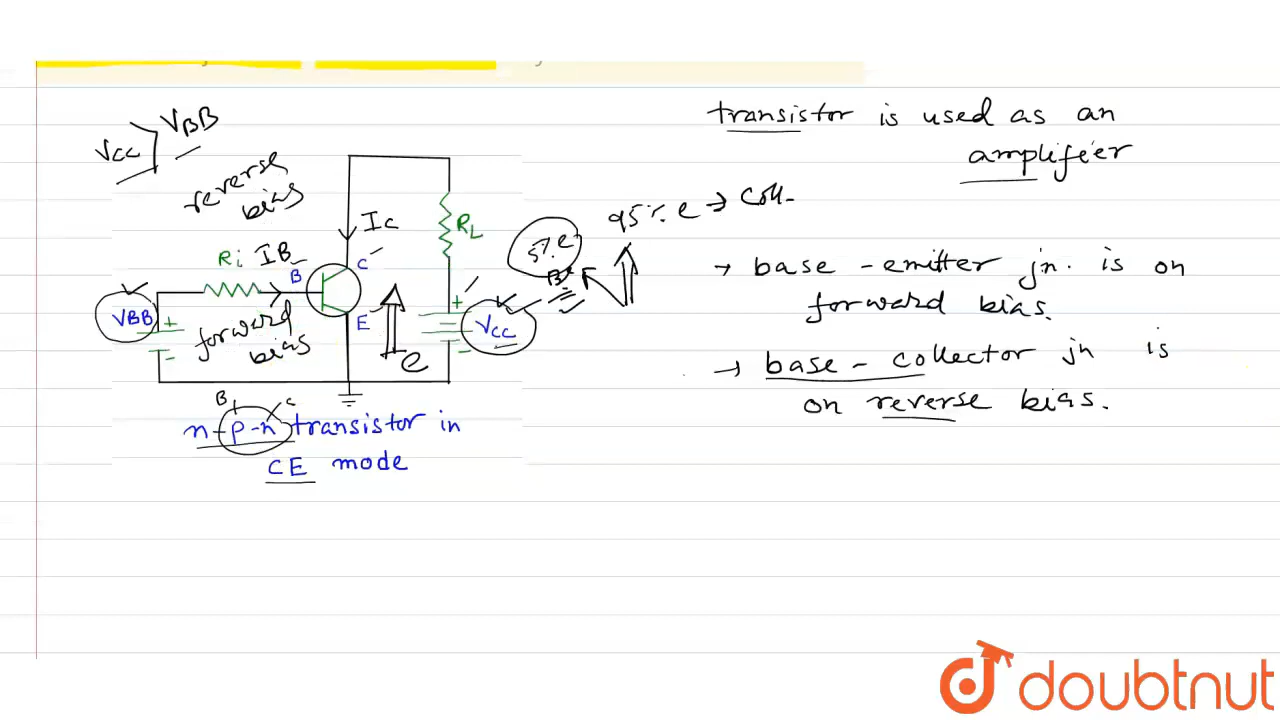 VCC > VBB
reverse
bias
IC
Ri IB
B
C
E
RL
VBB
+
-
forward
bias
e
+
VCC
-
5% e
B
95% e → Coll.
B C
n-p-n transistor in
CE mode
transistor is used as an
amplifier
→ base - emitter jn. is on
forward bias.
→ base - collector jn is
on reverse bias.
doubtnut